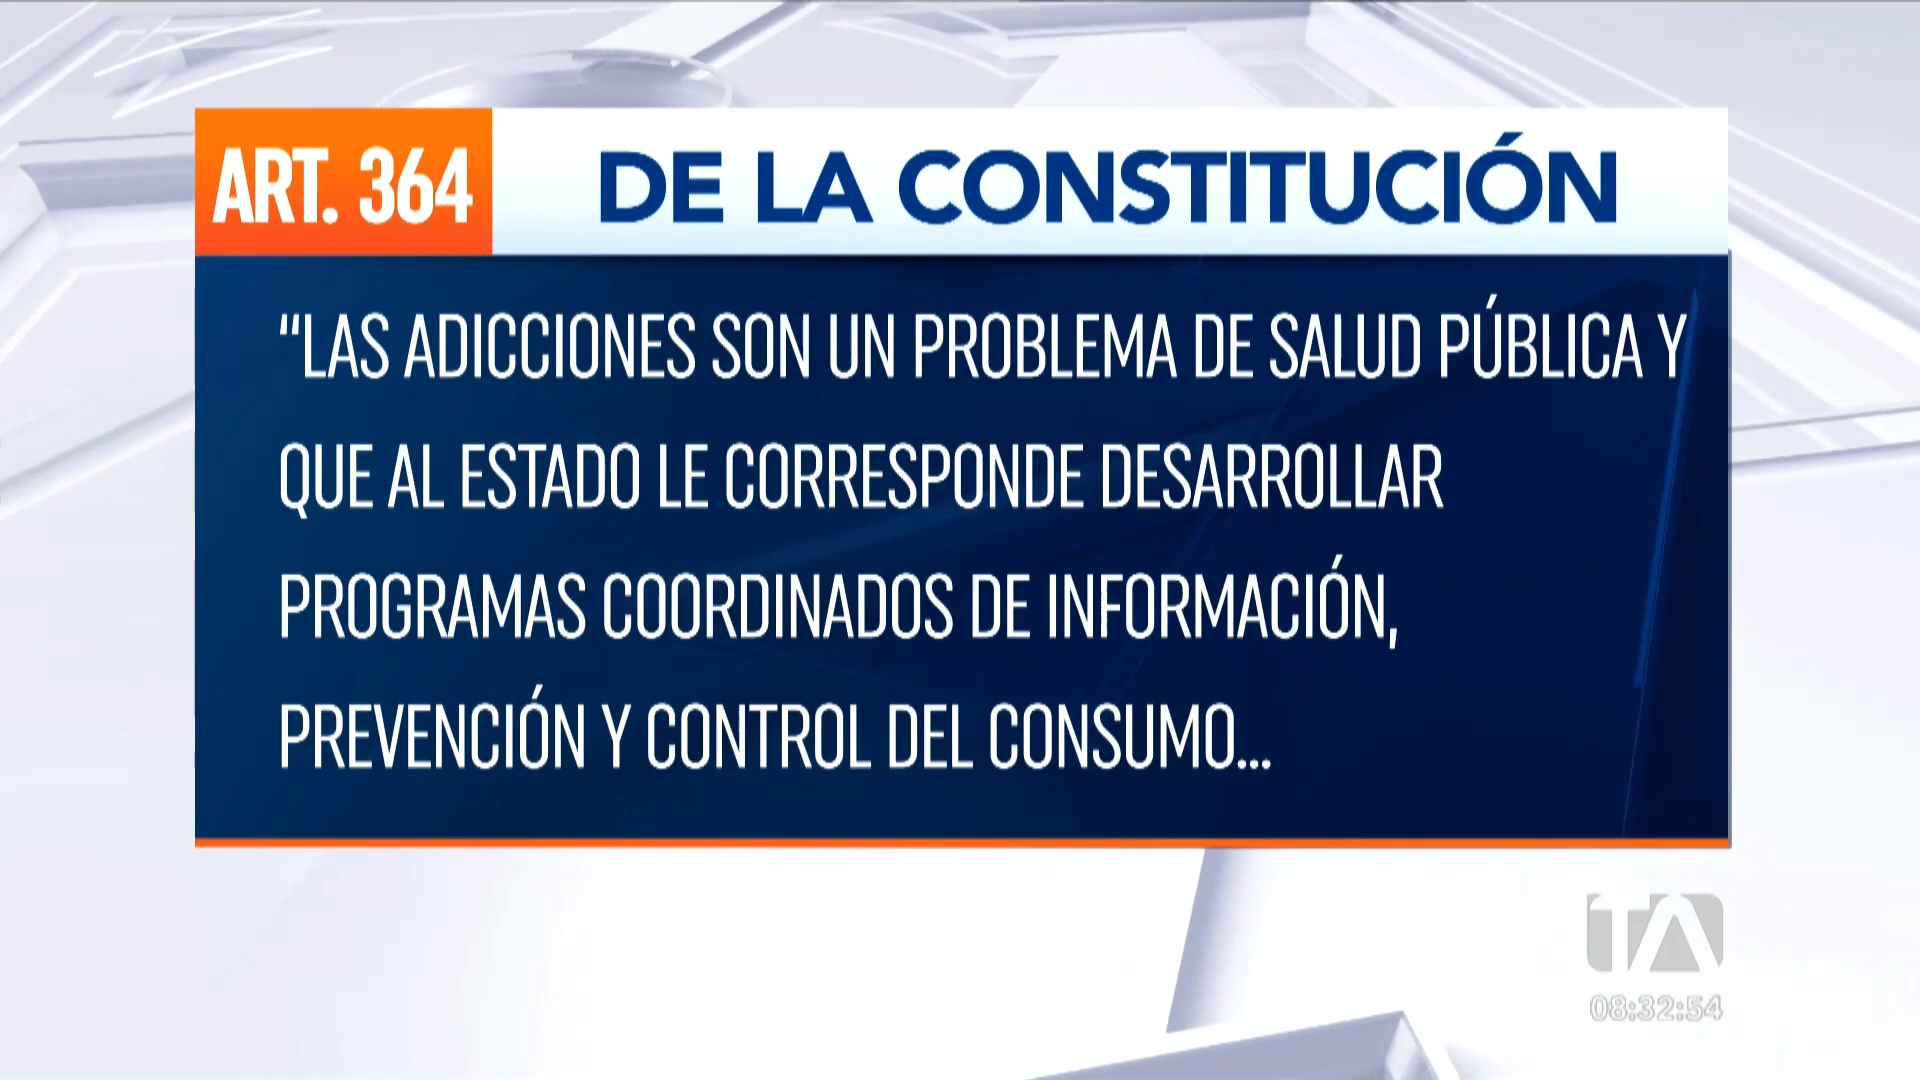 ART. 364 DE LA CONSTITUCIÓN
“LAS ADICCIONES SON UN PROBLEMA DE SALUD PÚBLICA Y
QUE AL ESTADO LE CORRESPONDE DESARROLLAR
PROGRAMAS COORDINADOS DE INFORMACIÓN,
PREVENCIÓN Y CONTROL DEL CONSUMO...
TA
08:32:54